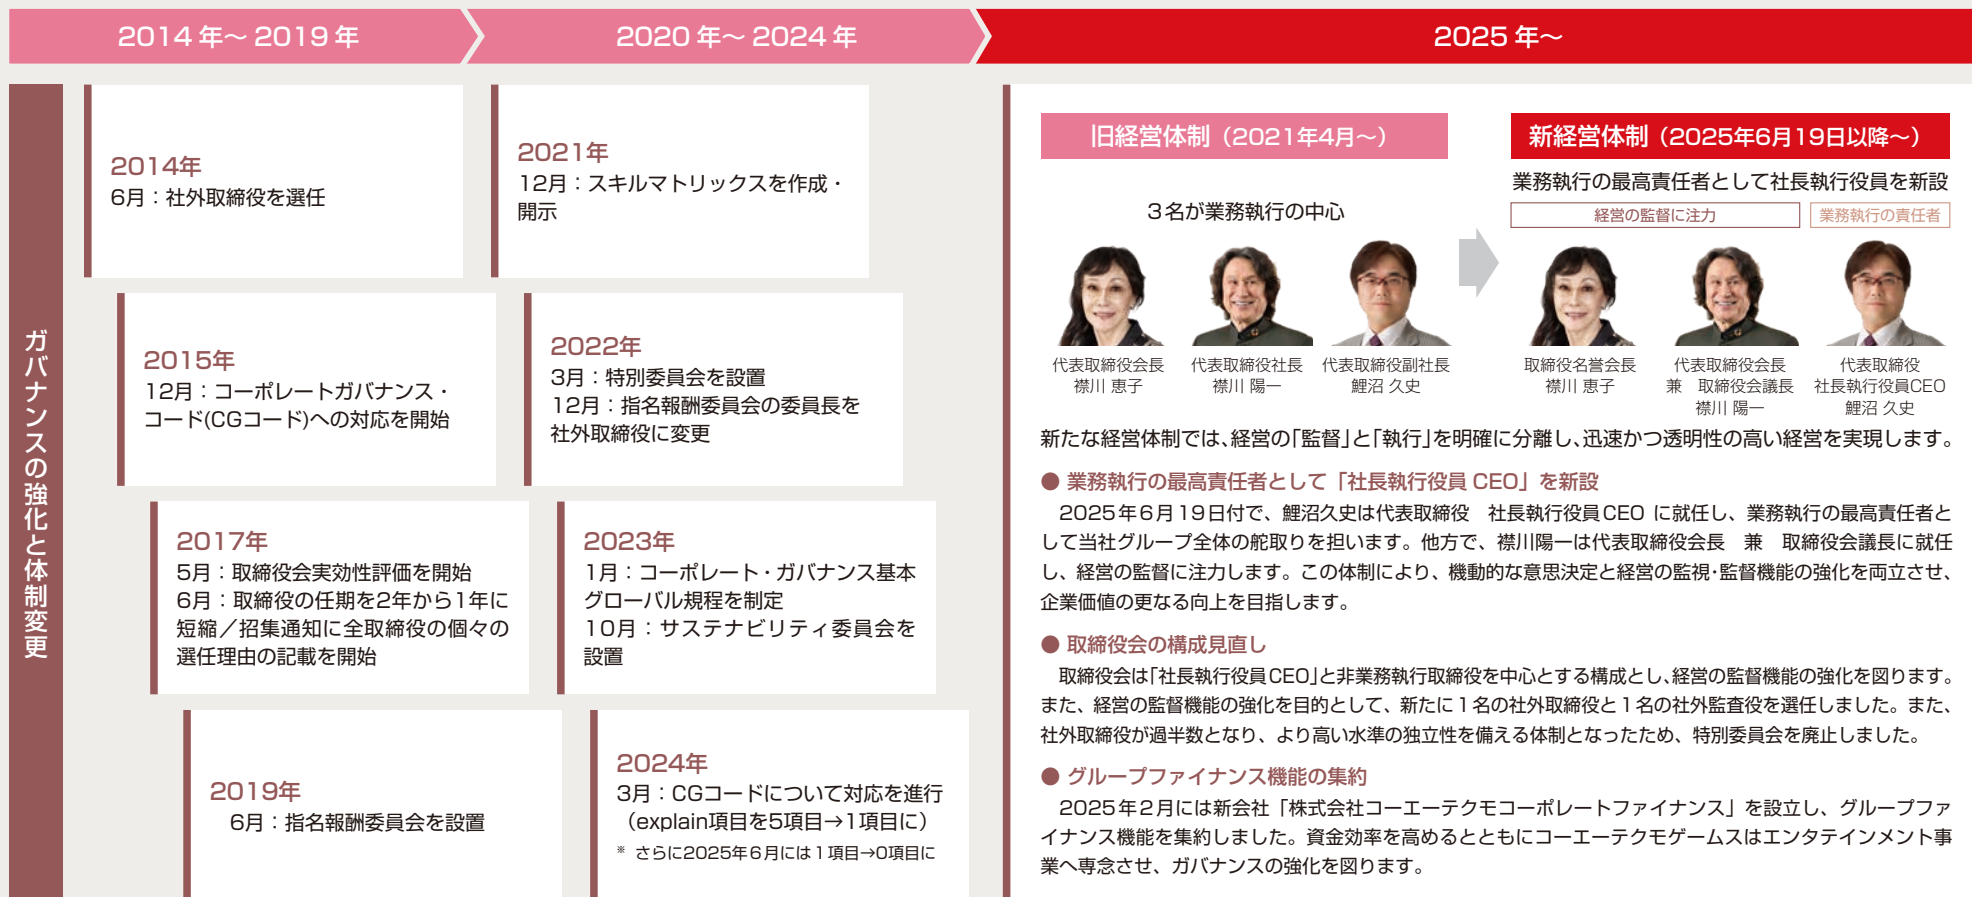 2014年～2019年
2020年～2024年
2025年～
ガバナンスの強化と体制変更
2014年
6月：社外取締役を選任
2015年
12月：コーポレートガバナンス・
コード(CGコード)への対応を開始
2017年
5月：取締役会実効性評価を開始
6月：取締役の任期を2年から1年に
短縮／招集通知に全取締役の個々の
選任理由の記載を開始
2019年
6月：指名報酬委員会を設置
2021年
12月：スキルマトリックスを作成・
開示
2022年
3月：特別委員会を設置
12月：指名報酬委員会の委員長を
社外取締役に変更
2023年
1月：コーポレート・ガバナンス基本
グローバル規程を制定
10月：サステナビリティ委員会を
設置
2024年
3月：CGコードについて対応を進行
（explain項目を5項目→1項目に）
※ さらに2025年6月には1項目→0項目に
旧経営体制（2021年4月～）
3名が業務執行の中心
代表取締役会長
襟川 恵子
代表取締役社長
襟川 陽一
代表取締役副社長
鯉沼 久史
新経営体制（2025年6月19日以降～）
業務執行の最高責任者として社長執行役員を新設
経営の監督に注力
業務執行の責任者
取締役名誉会長
襟川 恵子
代表取締役会長
兼　取締役会議長
襟川 陽一
代表取締役
社長執行役員CEO
鯉沼 久史
新たな経営体制では、経営の「監督」と「執行」を明確に分離し、迅速かつ透明性の高い経営を実現します。
● 業務執行の最高責任者として「社長執行役員 CEO」を新設
　2025年6月19日付で、鯉沼久史は代表取締役　社長執行役員CEO に就任し、業務執行の最高責任者と
して当社グループ全体の舵取りを担います。他方で、襟川陽一は代表取締役会長　兼　取締役会議長に就任
し、経営の監督に注力します。この体制により、機動的な意思決定と経営の監視・監督機能の強化を両立させ、
企業価値の更なる向上を目指します。
● 取締役会の構成見直し
　取締役会は「社長執行役員CEO」と非業務執行取締役を中心とする構成とし、経営の監督機能の強化を図ります。
また、経営の監督機能の強化を目的として、新たに1名の社外取締役と1名の社外監査役を選任しました。また、
社外取締役が過半数となり、より高い水準の独立性を備える体制となったため、特別委員会を廃止しました。
● グループファイナンス機能の集約
　2025年2月には新会社「株式会社コーエーテクモコーポレートファイナンス」を設立し、グループファ
イナンス機能を集約しました。資金効率を高めるとともにコーエーテクモゲームスはエンタテインメント事
業へ専念させ、ガバナンスの強化を図ります。